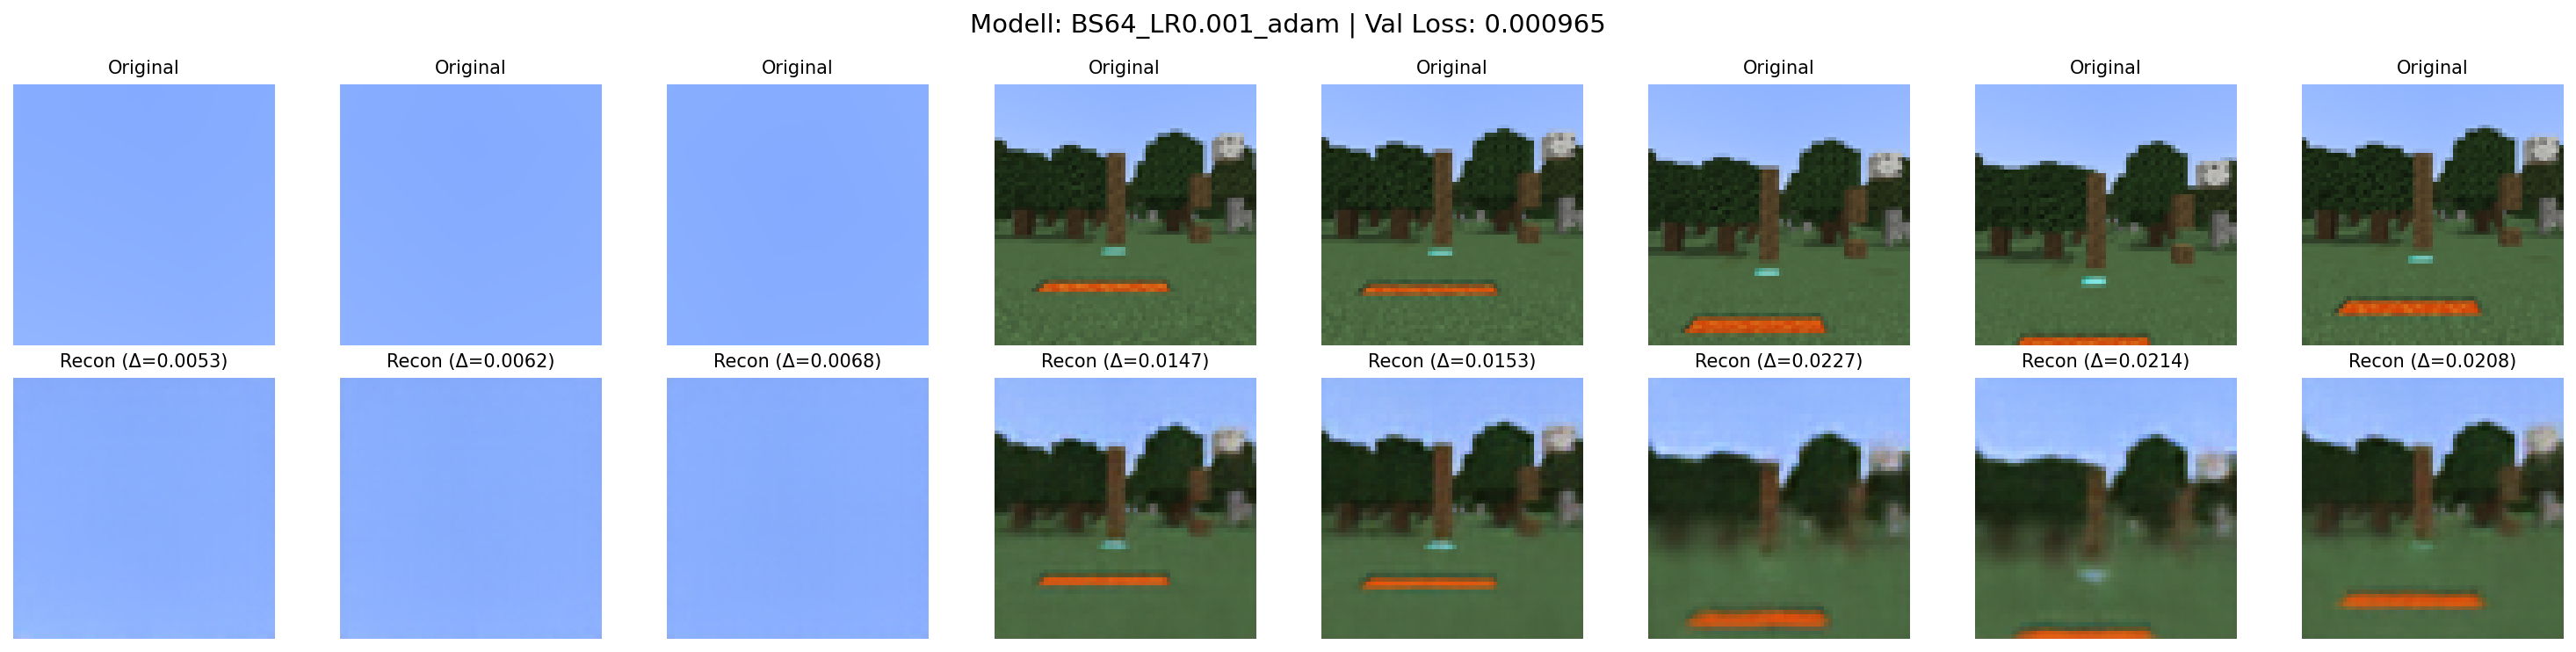 Modell: BS64_LR0.001_adam | Val Loss: 0.000965
Original Original Original Original Original Original Original Original
Recon (Δ=0.0053) Recon (Δ=0.0062) Recon (Δ=0.0068) Recon (Δ=0.0147) Recon (Δ=0.0153) Recon (Δ=0.0227) Recon (Δ=0.0214) Recon (Δ=0.0208)